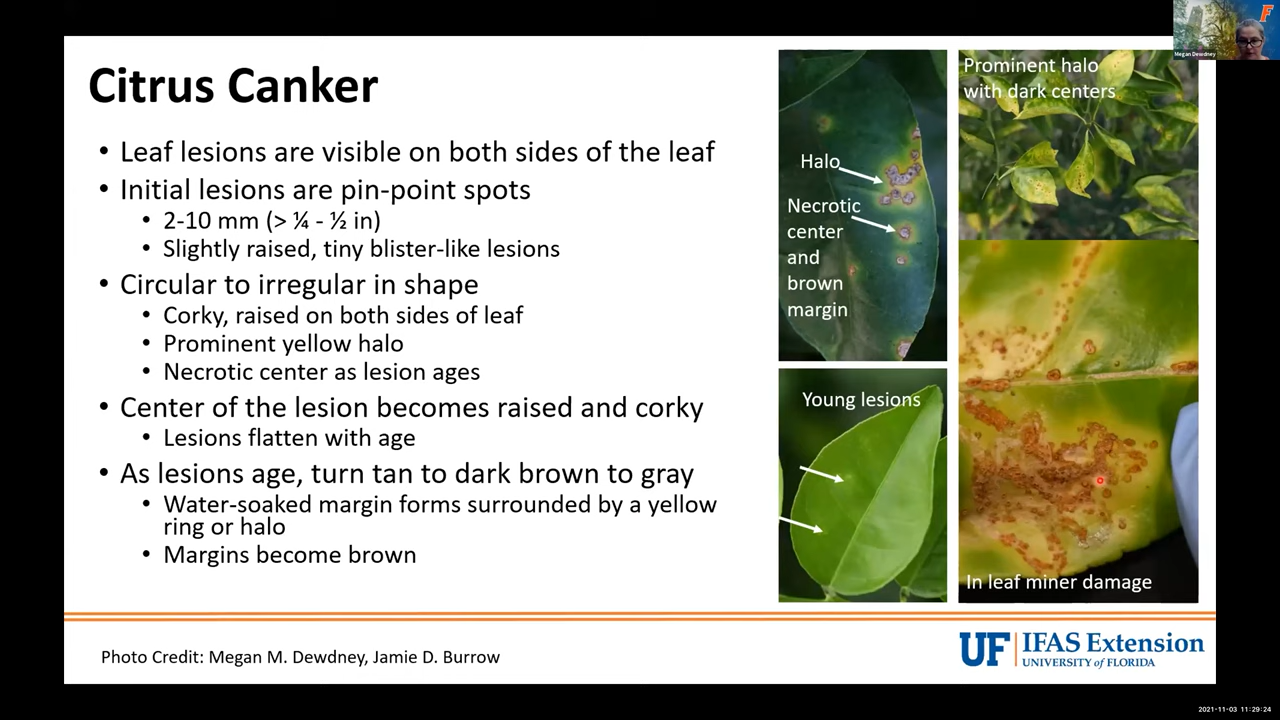 Citrus Canker
• Leaf lesions are visible on both sides of the leaf
• Initial lesions are pin-point spots
• 2-10 mm (> ¼ - ½ in)
• Slightly raised, tiny blister-like lesions
• Circular to irregular in shape
• Corky, raised on both sides of leaf
• Prominent yellow halo
• Necrotic center as lesion ages
• Center of the lesion becomes raised and corky
• Lesions flatten with age
• As lesions age, turn tan to dark brown to gray
• Water-soaked margin forms surrounded by a yellow
ring or halo
• Margins become brown
Halo
Necrotic
center
and
brown
margin
Young lesions
Prominent halo
with dark centers
In leaf miner damage
Photo Credit: Megan M. Dewdney, Jamie D. Burrow
UF IFAS Extension
UNIVERSITY of FLORIDA
F
Megan Dewdney
2021-11-03 11:29:24